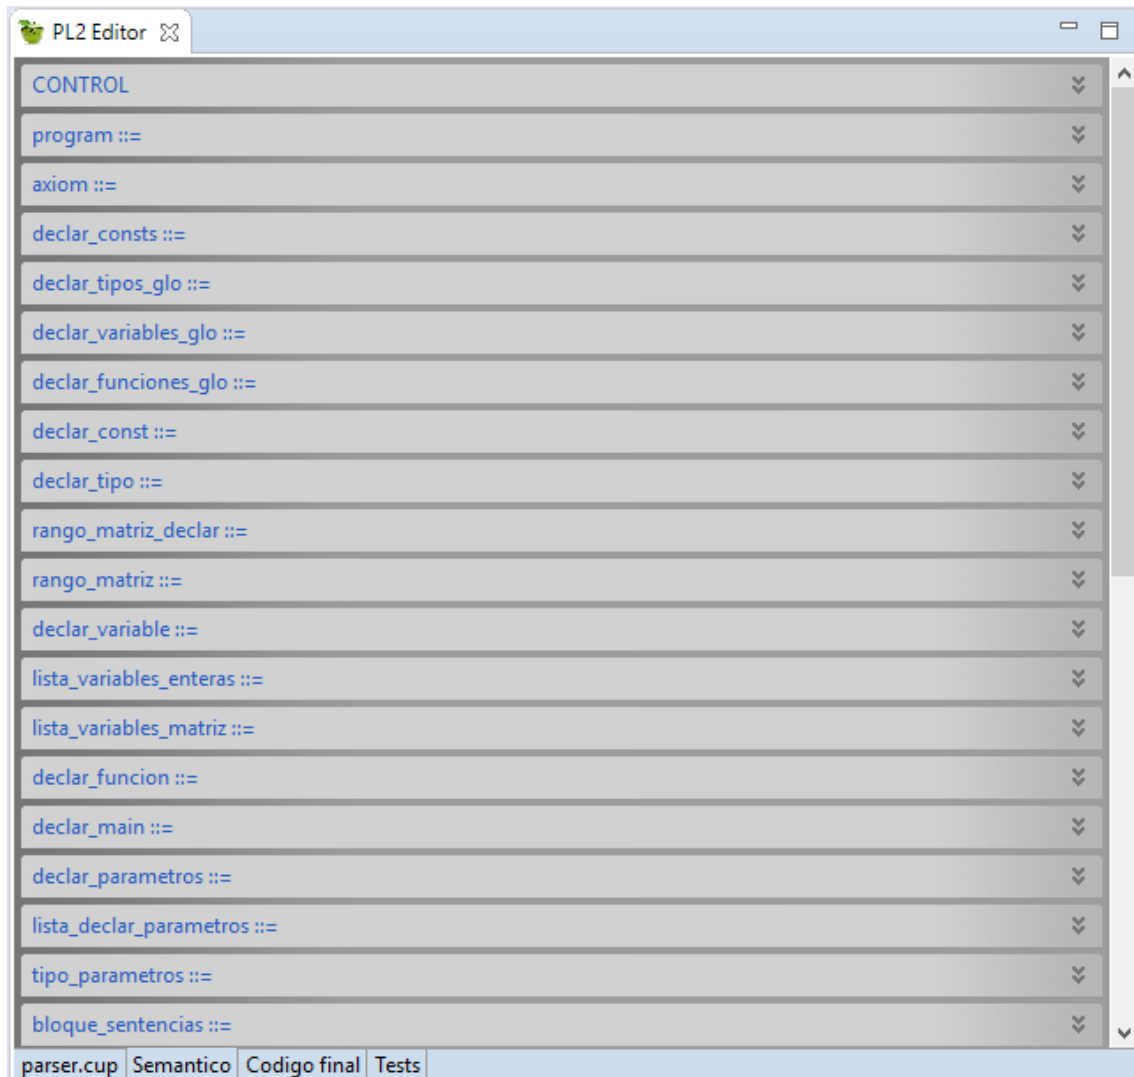 PL2 Editor
CONTROL
program ::=
axiom ::=
declar_consts ::=
declar_tipos_glo ::=
declar_variables_glo ::=
declar_funciones_glo ::=
declar_const ::=
declar_tipo ::=
rango_matriz_declar ::=
rango_matriz ::=
declar_variable ::=
lista_variables_enteras ::=
lista_variables_matriz ::=
declar_funcion ::=
declar_main ::=
declar_parametros ::=
lista_declar_parametros ::=
tipo_parametros ::=
bloque_sentencias ::=
parser.cup Semantico Codigo final Tests